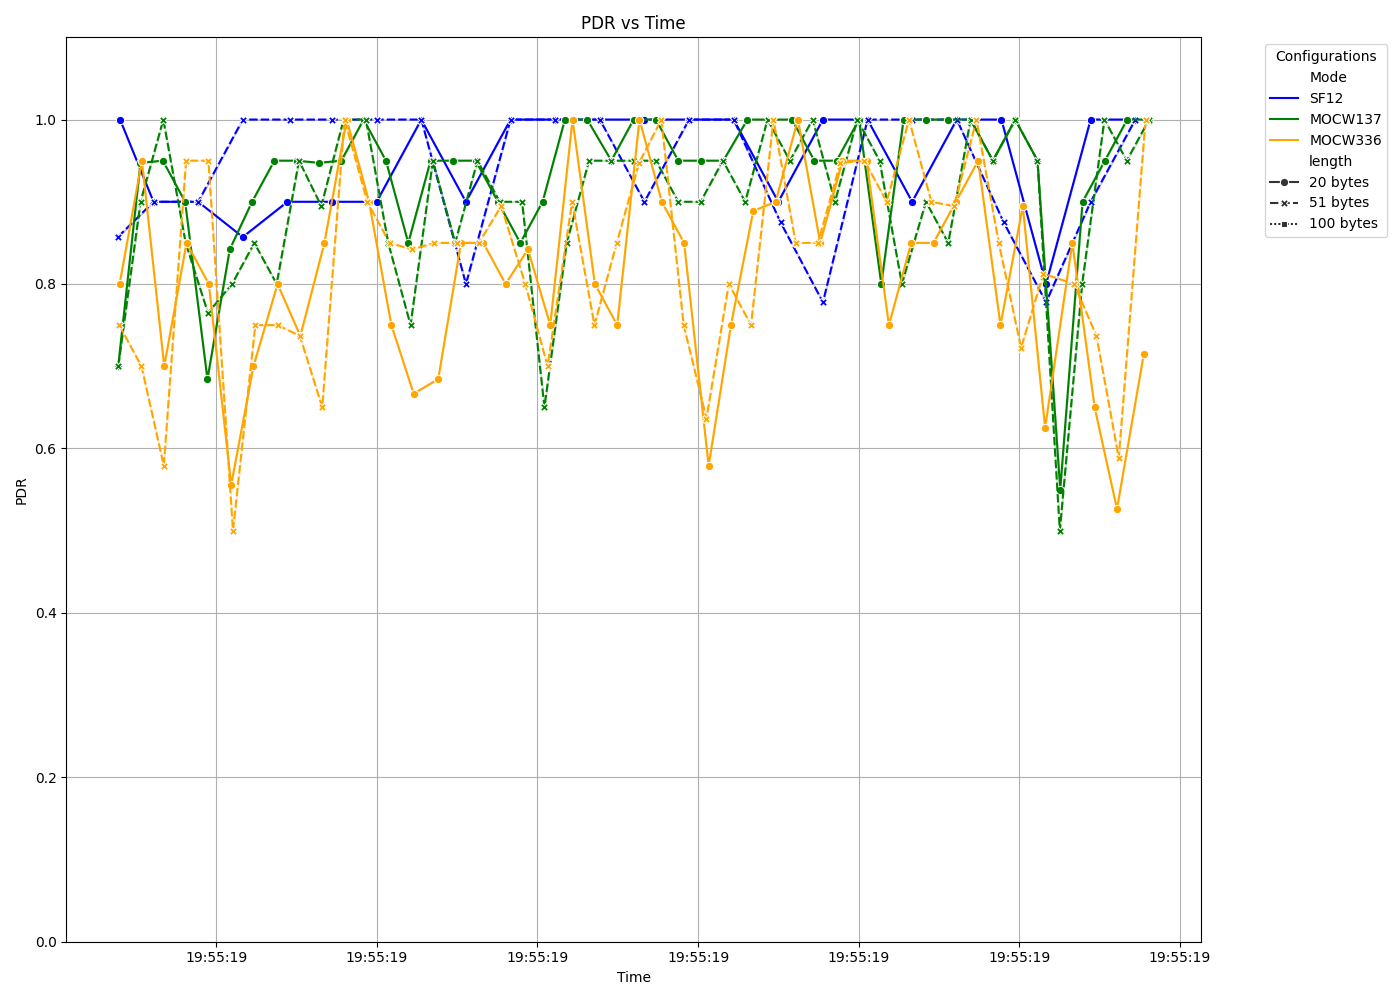 PDR vs Time
Configurations
Mode
SF12
MOCW137
MOCW336
length
20 bytes
51 bytes
100 bytes
1.0
0.8
0.6
PDR
0.4
0.2
0.0
19:55:19 19:55:19 19:55:19 19:55:19 19:55:19 19:55:19 19:55:19
Time